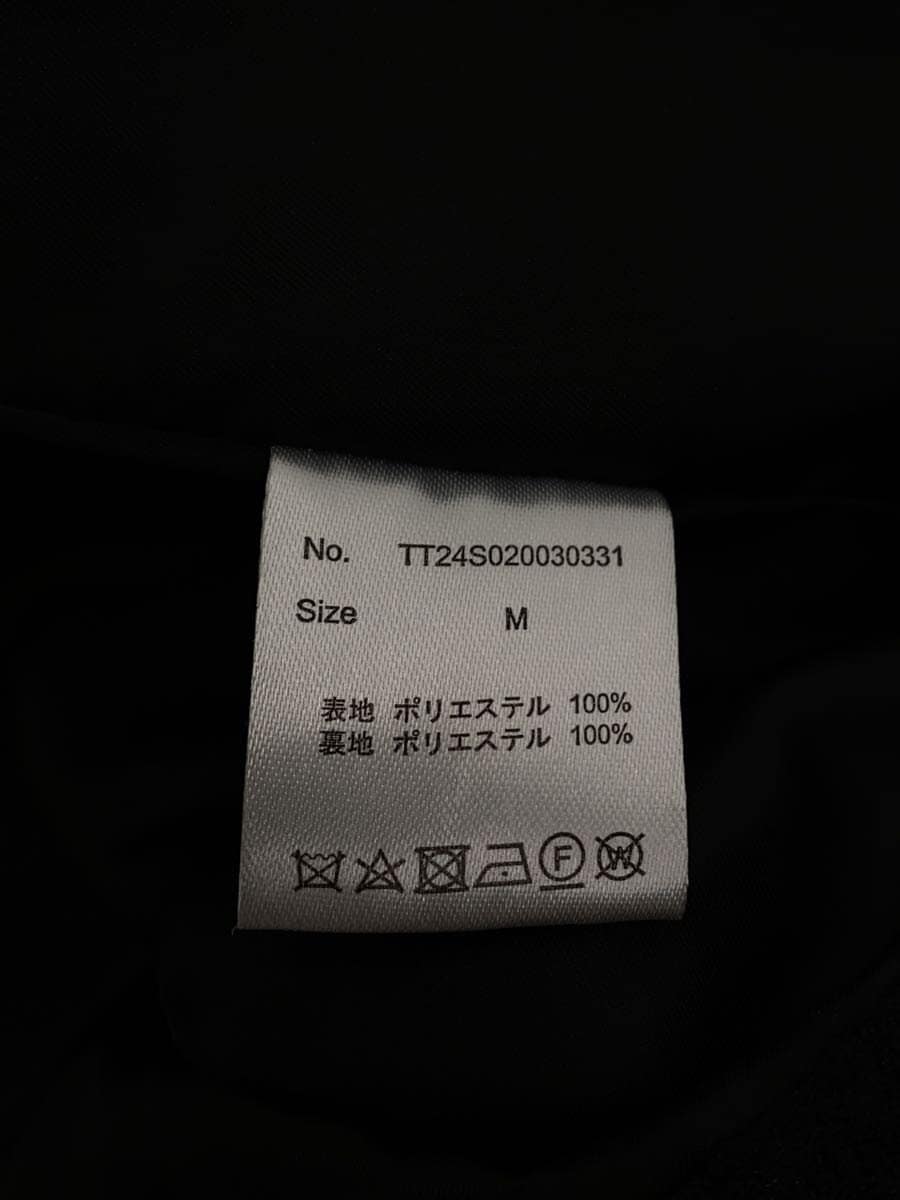 No. TT24S020030331
Size M
表地 ポリエステル 100%
裏地 ポリエステル 100%
F W